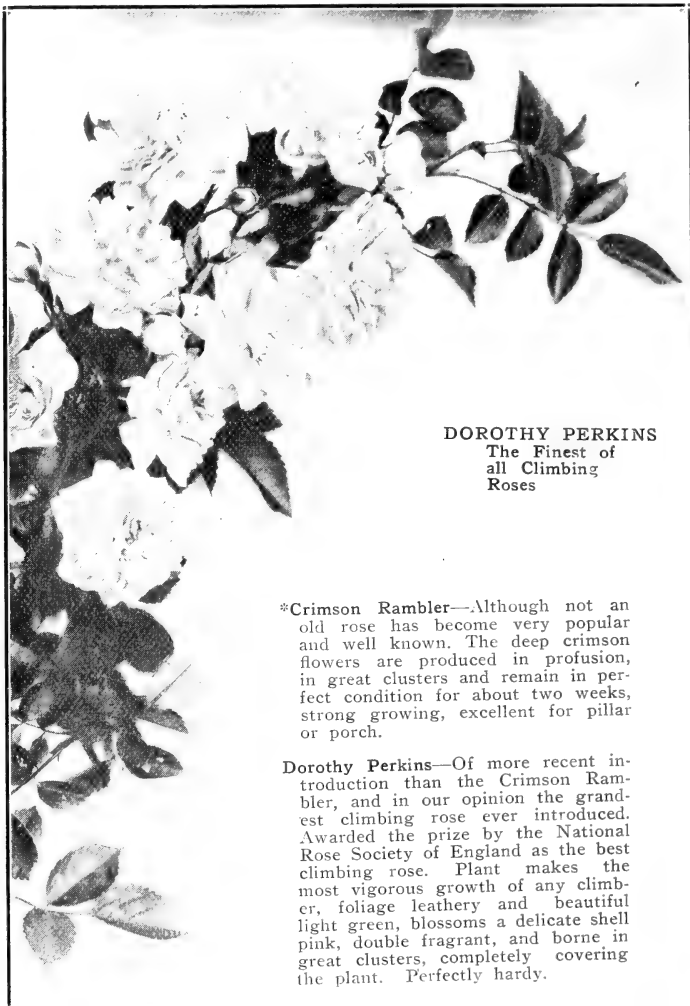 DOROTHY PERKINS
The Finest of
all Climbing
Roses
*Crimson Rambler—Although not an
old rose has become very popular
and well known. The deep crimson
flowers are produced in profusion,
in great clusters and remain in per-
fect condition for about two weeks,
strong growing, excellent for pillar
or porch.
Dorothy Perkins—Of more recent in-
troduction than the Crimson Ram-
bler, and in our opinion the grand-
est climbing rose ever introduced.
Awarded the prize by the National
Rose Society of England as the best
climbing rose. Plant makes the
most vigorous growth of any climb-
er, foliage leathery and beautiful
light green, blossoms a delicate shell
pink, double fragrant, and borne in
great clusters, completely covering
the plant. Perfectly hardy.